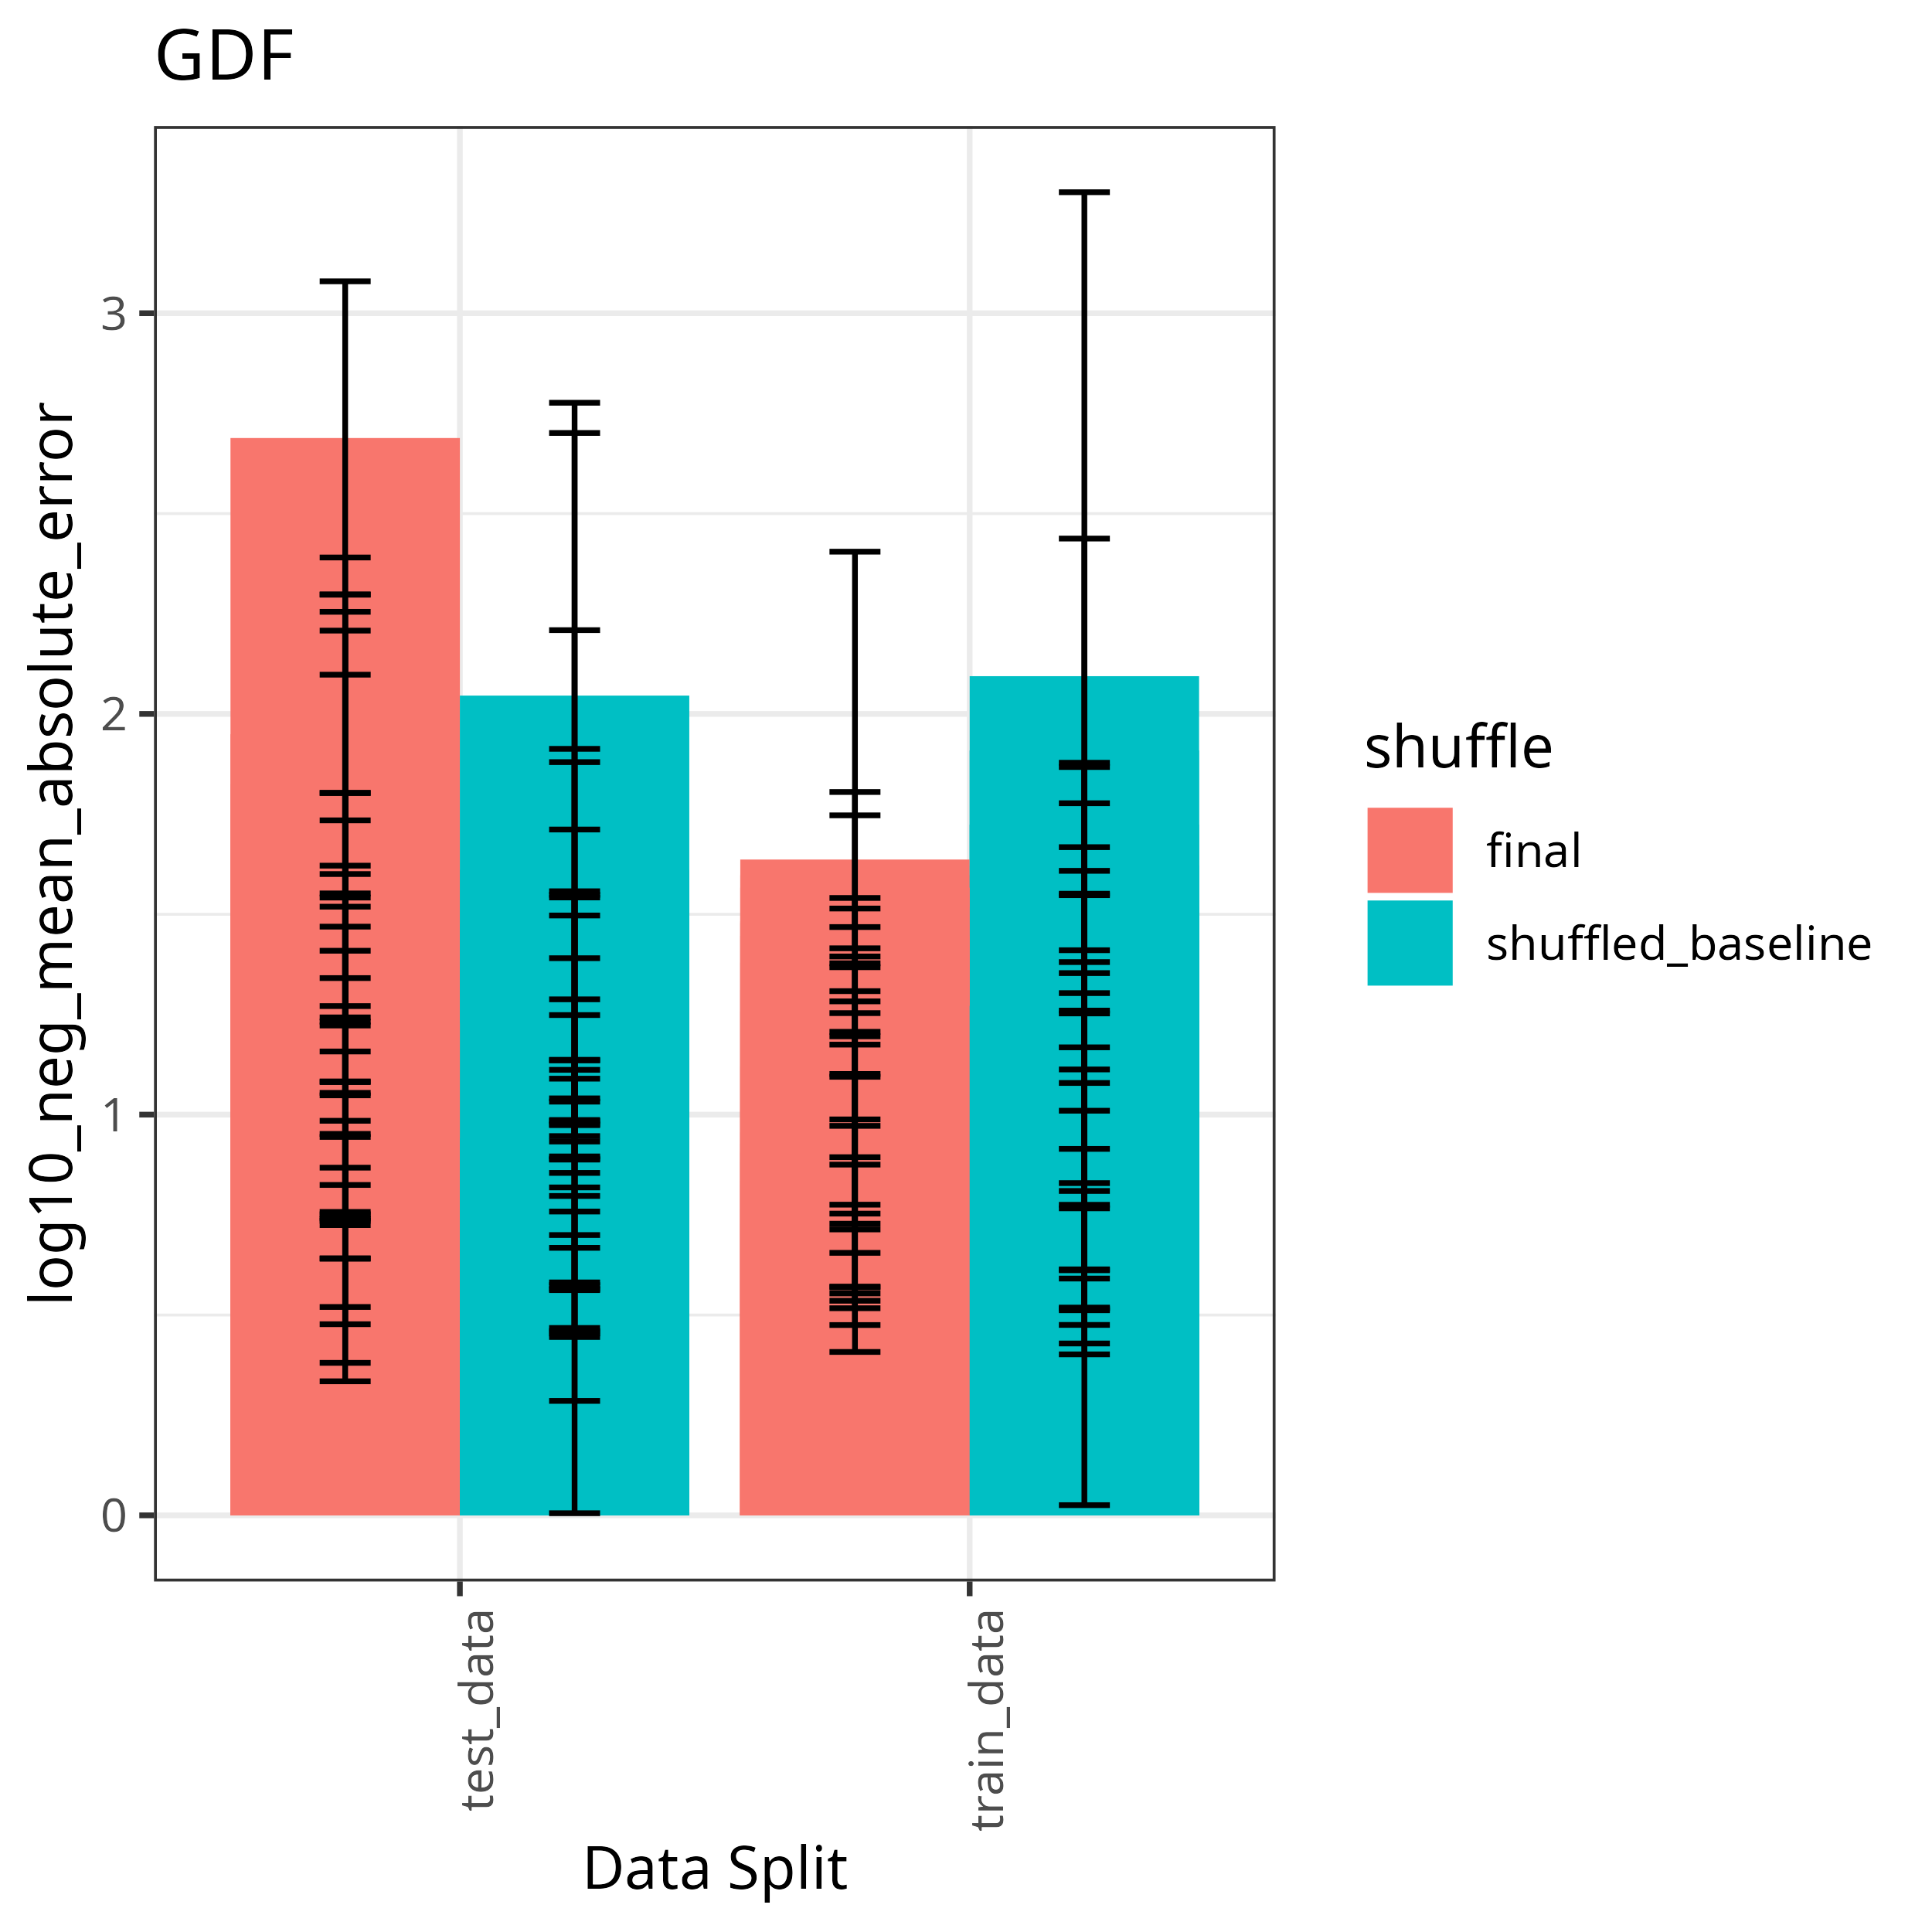 GDF
log10_neg_mean_absolute_error
3
2
1
0
test_data
train_data
Data Split
shuffle
final
shuffled_baseline